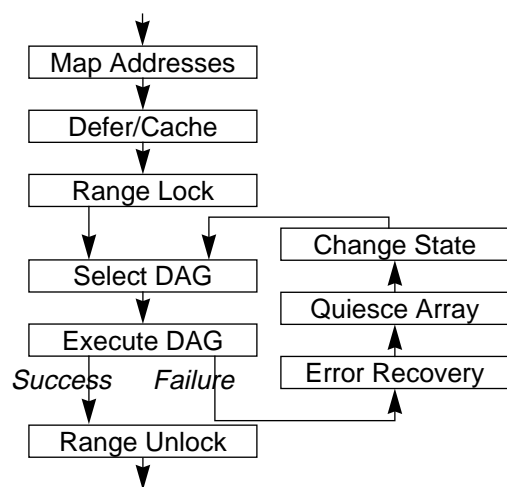 Map Addresses
Defer/Cache
Range Lock
Change State
Select DAG
Quiesce Array
Execute DAG
Success Failure
Error Recovery
Range Unlock